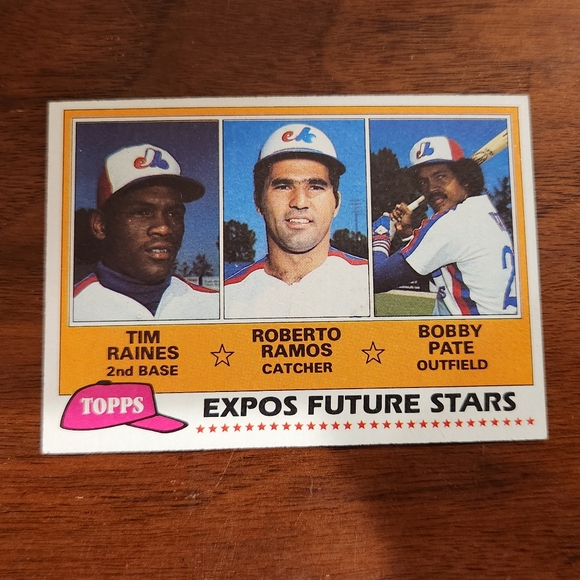 TIM
RAINES
2nd BASE
ROBERTO
RAMOS
CATCHER
BOBBY
PATE
OUTFIELD
TOPPS
EXPOS FUTURE STARS